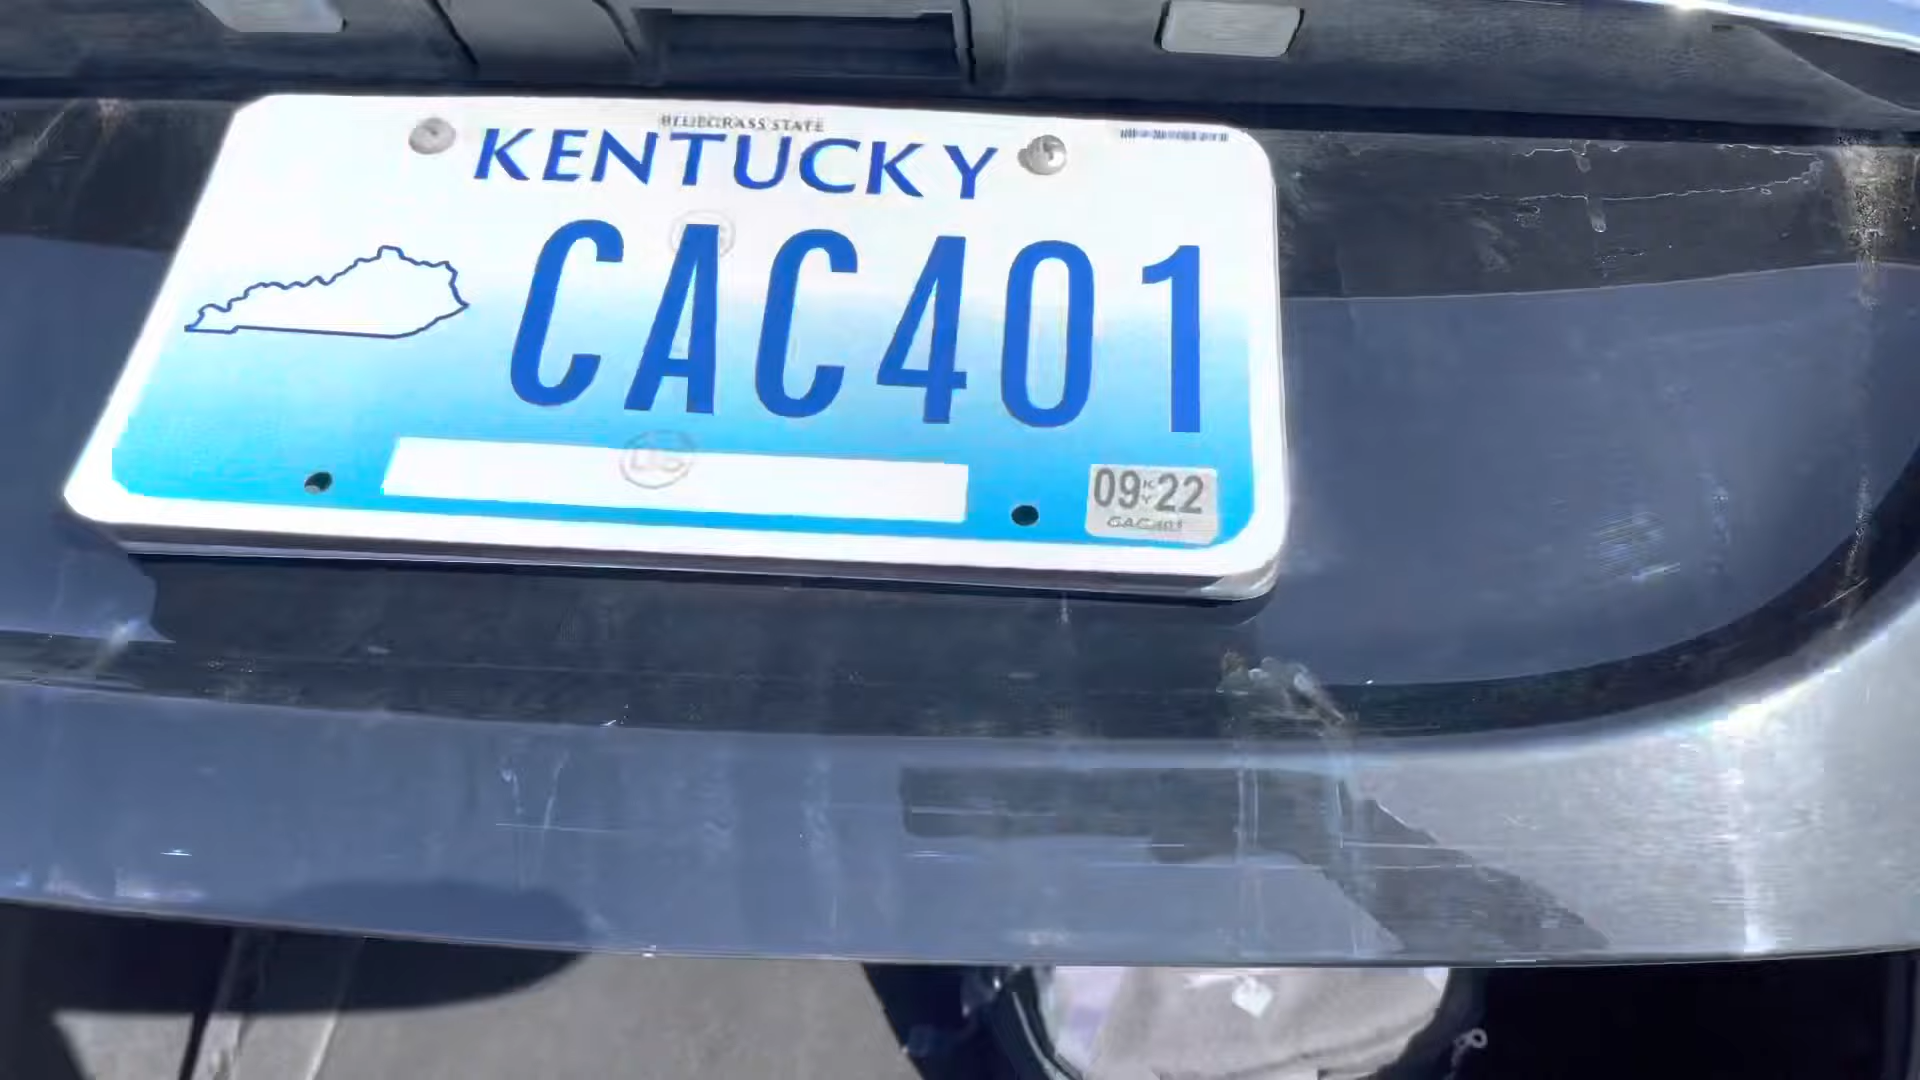 BLUEGRASS STATE
KENTUCKY
CAC401
09 KY 22
CAC401